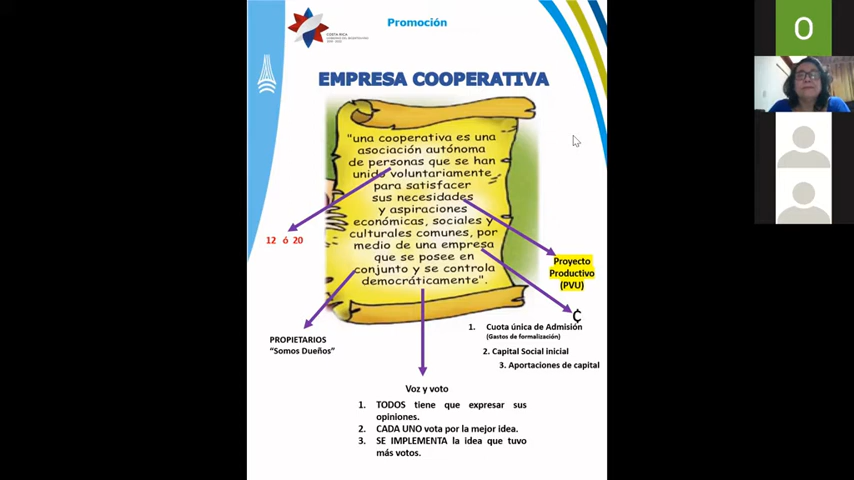 Promoción
COSTA RICA
EMPRESA COOPERATIVA
"una cooperativa es una
asociación autónoma
de personas que se han
unido voluntariamente
para satisfacer
sus necesidades
y aspiraciones
económicas, sociales y
culturales comunes, por
medio de una empresa
que se posee en
conjunto y se controla
democráticamente".
12 ó 20
Proyecto
Productivo
(PVU)
₡
1. Cuota única de Admisión
(Gastos de formalización)
2. Capital Social inicial
3. Aportaciones de capital
PROPIETARIOS
“Somos Dueños”
Voz y voto
1. TODOS tiene que expresar sus
opiniones.
2. CADA UNO vota por la mejor idea.
3. SE IMPLEMENTA la idea que tuvo
más votos.
O